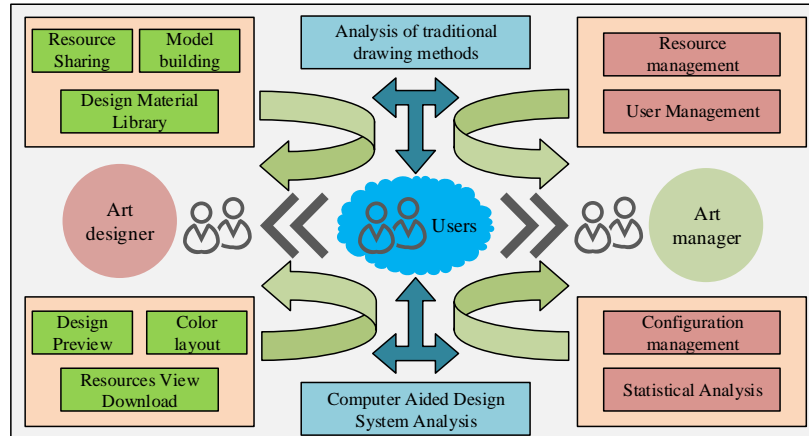 Resource
Sharing
Model
building
Design Material
Library
Analysis of traditional
drawing methods
Resource
management
User Management
Art
designer
Users
Art
manager
Design
Preview
Color
layout
Resources View
Download
Computer Aided Design
System Analysis
Configuration
management
Statistical Analysis